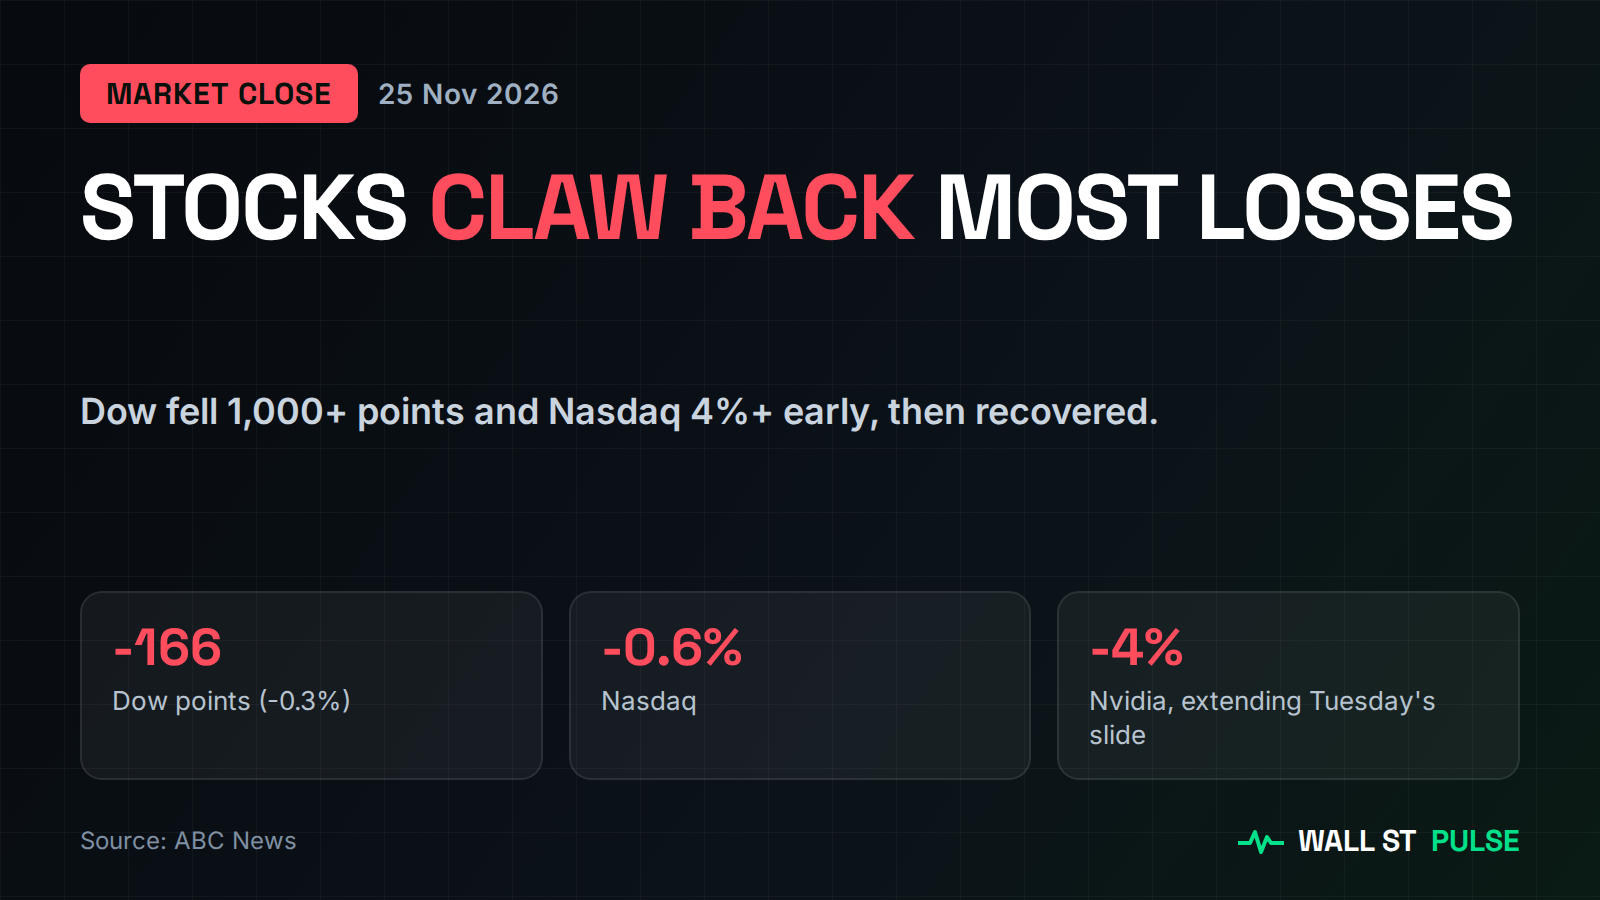 MARKET CLOSE 25 Nov 2026
STOCKS CLAW BACK MOST LOSSES
Dow fell 1,000+ points and Nasdaq 4%+ early, then recovered.
-166
Dow points (-0.3%)
-0.6%
Nasdaq
-4%
Nvidia, extending Tuesday's
slide
Source: ABC News
WALL ST PULSE